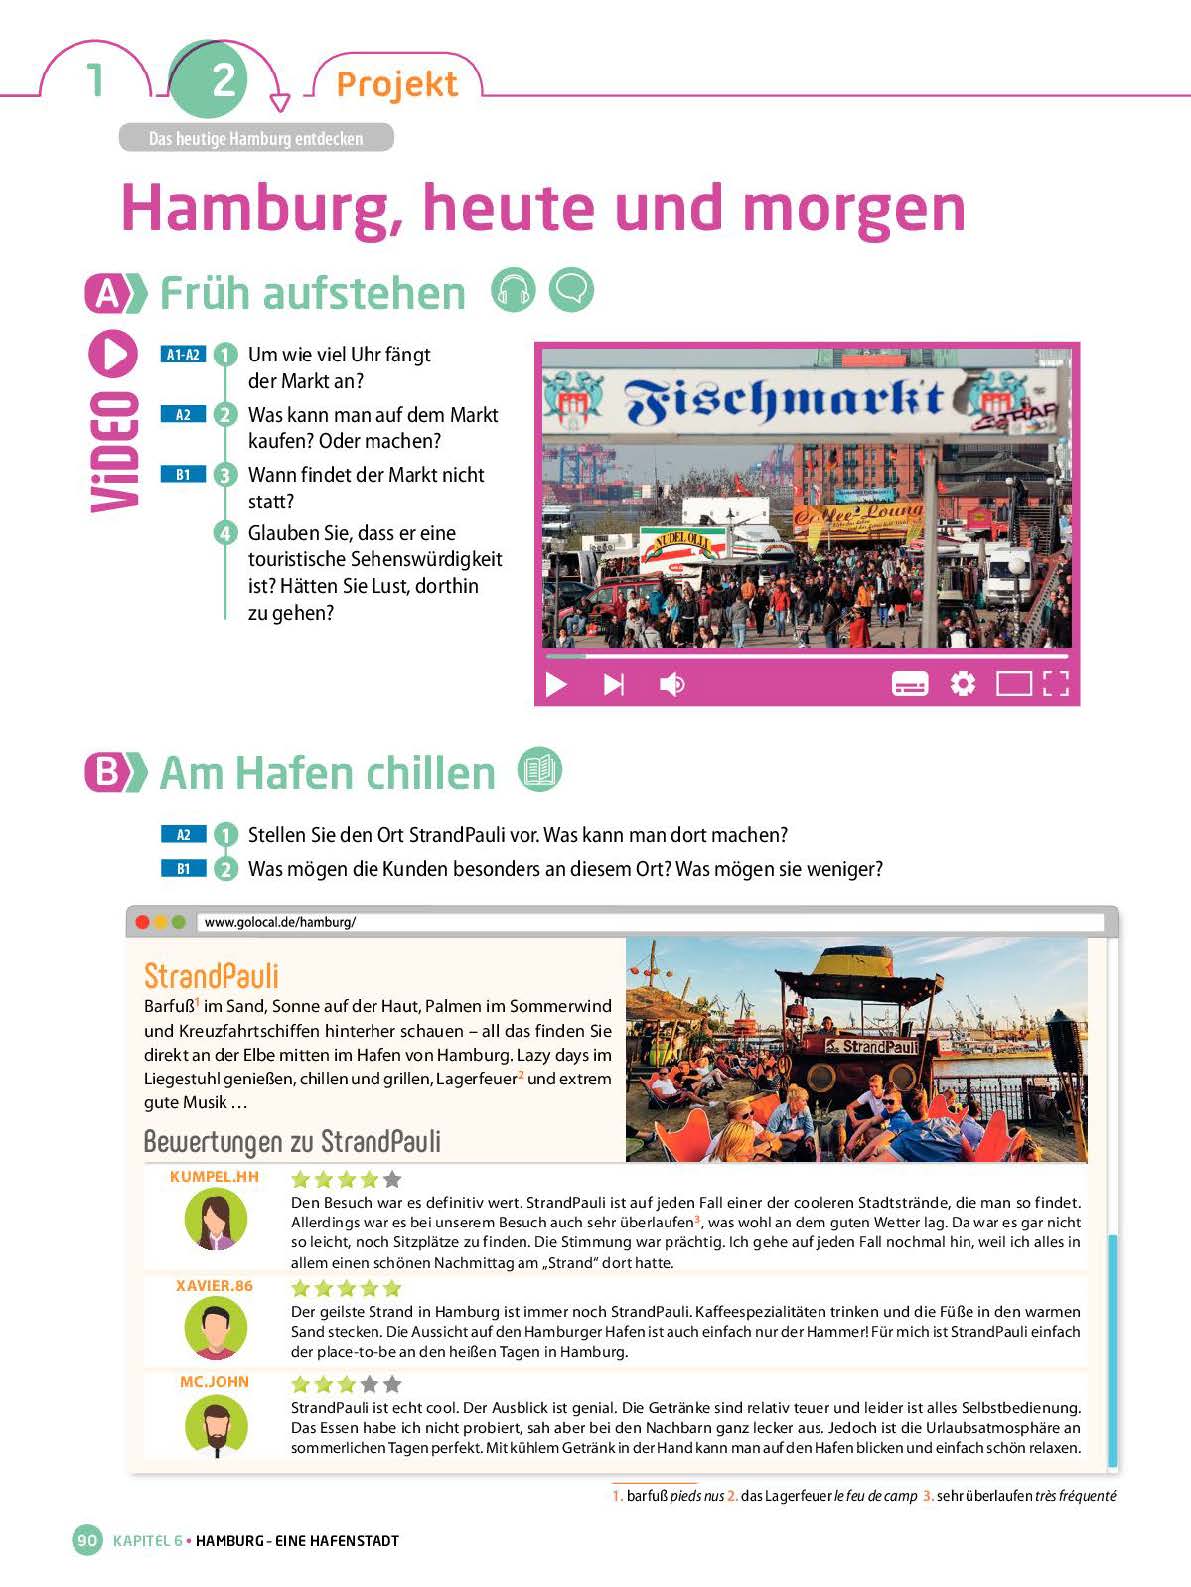 1
2
Projekt
Das heutige Hamburg entdecken
Hamburg, heute und morgen
A Früh aufstehen
ViDEO
A1-A2 1 Um wie viel Uhr fängt
der Markt an?
A2 2 Was kann man auf dem Markt
kaufen? Oder machen?
B1 3 Wann findet der Markt nicht
statt?
4 Glauben Sie, dass er eine
touristische Sehenswürdigkeit
ist? Hätten Sie Lust, dorthin
zu gehen?
Fischmarkt
NUDEL OLLI
Coffee-Loung
B Am Hafen chillen
A2 1 Stellen Sie den Ort StrandPauli vor. Was kann man dort machen?
B1 2 Was mögen die Kunden besonders an diesem Ort? Was mögen sie weniger?
www.golocal.de/hamburg/
StrandPauli
Barfuß1 im Sand, Sonne auf der Haut, Palmen im Sommerwind
und Kreuzfahrtschiffen hinterher schauen – all das finden Sie
direkt an der Elbe mitten im Hafen von Hamburg. Lazy days im
Liegestuhl genießen, chillen und grillen, Lagerfeuer2 und extrem
gute Musik …
StrandPauli
Bewertungen zu StrandPauli
KUMPEL.HH
Den Besuch war es definitiv wert. StrandPauli ist auf jeden Fall einer der cooleren Stadtstrände, die man so findet.
Allerdings war es bei unserem Besuch auch sehr überlaufen3, was wohl an dem guten Wetter lag. Da war es gar nicht
so leicht, noch Sitzplätze zu finden. Die Stimmung war prächtig. Ich gehe auf jeden Fall nochmal hin, weil ich alles in
allem einen schönen Nachmittag am „Strand“ dort hatte.
XAVIER.86
Der geilste Strand in Hamburg ist immer noch StrandPauli. Kaffeespezialitäten trinken und die Füße in den warmen
Sand stecken. Die Aussicht auf den Hamburger Hafen ist auch einfach nur der Hammer! Für mich ist StrandPauli einfach
der place-to-be an den heißen Tagen in Hamburg.
MC.JOHN
StrandPauli ist echt cool. Der Ausblick ist genial. Die Getränke sind relativ teuer und leider ist alles Selbstbedienung.
Das Essen habe ich nicht probiert, sah aber bei den Nachbarn ganz lecker aus. Jedoch ist die Urlaubsatmosphäre an
sommerlichen Tagen perfekt. Mit kühlem Getränk in der Hand kann man auf den Hafen blicken und einfach schön relaxen.
1. barfuß pieds nus 2. das Lagerfeuer le feu de camp 3. sehr überlaufen très fréquenté
90 KAPITEL 6 • HAMBURG – EINE HAFENSTADT